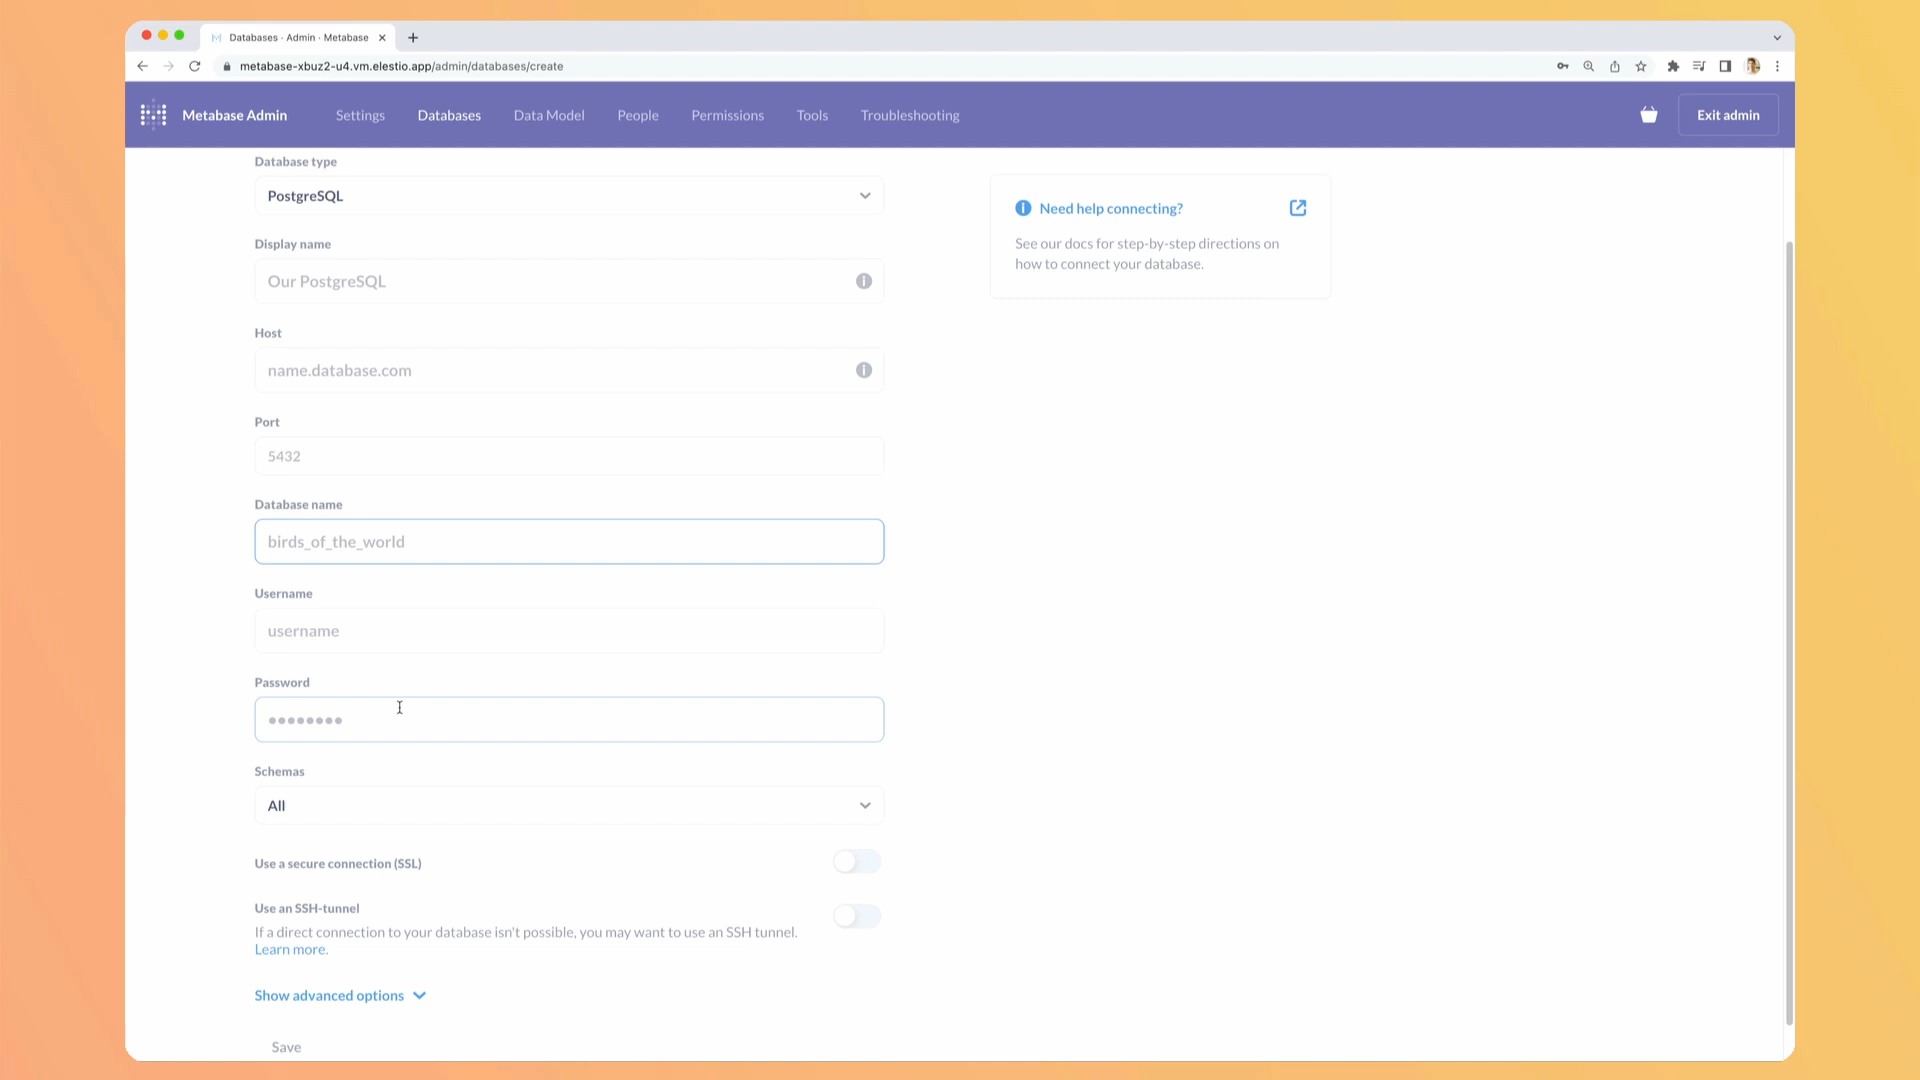 Databases · Admin · Metabase
metabase-xbuz2-u4.vm.elestio.app/admin/databases/create
Metabase Admin
Settings
Databases
Data Model
People
Permissions
Tools
Troubleshooting
Exit admin
Database type
PostgreSQL
Need help connecting?
See our docs for step-by-step directions on
how to connect your database.
Display name
Our PostgreSQL
Host
name.database.com
Port
5432
Database name
birds_of_the_world
Username
username
Password
••••••••
Schemas
All
Use a secure connection (SSL)
Use an SSH-tunnel
If a direct connection to your database isn't possible, you may want to use an SSH tunnel.
Learn more.
Show advanced options
Save